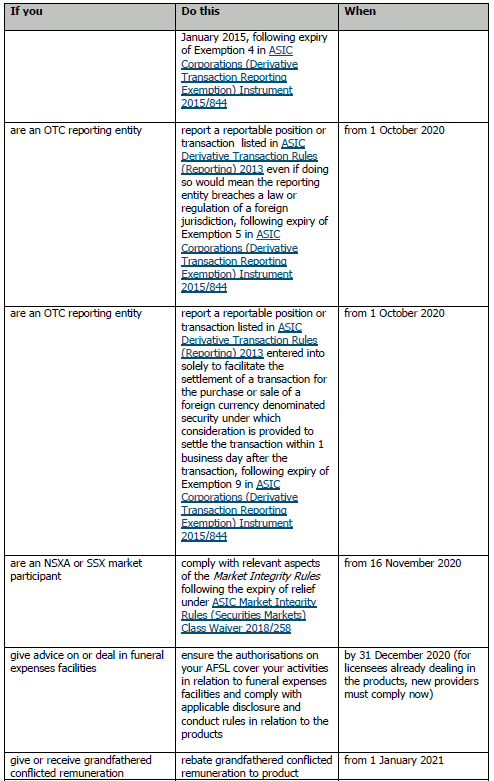 If you Do this When
January 2015, following expiry
of Exemption 4 in ASIC
Corporations (Derivative
Transaction Reporting
Exemption) Instrument
2015/844
are an OTC reporting entity report a reportable position or from 1 October 2020
transaction listed in ASIC
Derivative Transaction Rules
(Reporting) 2013 even if doing
so would mean the reporting
entity breaches a law or
regulation of a foreign
jurisdiction, following expiry of
Exemption 5 in ASIC
Corporations (Derivative
Transaction Reporting
Exemption) Instrument
2015/844
are an OTC reporting entity report a reportable position or from 1 October 2020
transaction listed in ASIC
Derivative Transaction Rules
(Reporting) 2013 entered into
solely to facilitate the
settlement of a transaction for
the purchase or sale of a
foreign currency denominated
security under which
consideration is provided to
settle the transaction within 1
business day after the
transaction, following expiry of
Exemption 9 in ASIC
Corporations (Derivative
Transaction Reporting
Exemption) Instrument
2015/844
are an NSXA or SSX market comply with relevant aspects from 16 November 2020
participant of the Market Integrity Rules
following the expiry of relief
under ASIC Market Integrity
Rules (Securities Markets)
Class Waiver 2018/258
give advice on or deal in funeral ensure the authorisations on by 31 December 2020 (for
expenses facilities your AFSL cover your activities licensees already dealing in
in relation to funeral expenses the products, new providers
facilities and comply with must comply now)
applicable disclosure and
conduct rules in relation to the
products
give or receive grandfathered rebate grandfathered conflicted from 1 January 2021
conflicted remuneration remuneration to product